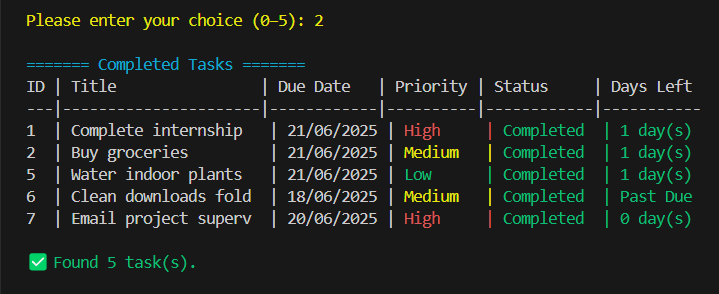 Please enter your choice (0–5): 2
======= Completed Tasks =======
ID | Title                | Due Date   | Priority | Status     | Days Left
---|----------------------|------------|----------|------------|-----------
1  | Complete internship  | 21/06/2025 | High     | Completed  | 1 day(s)
2  | Buy groceries        | 21/06/2025 | Medium   | Completed  | 1 day(s)
5  | Water indoor plants  | 21/06/2025 | Low      | Completed  | 1 day(s)
6  | Clean downloads fold | 18/06/2025 | Medium   | Completed  | Past Due
7  | Email project superv | 20/06/2025 | High     | Completed  | 0 day(s)
✅ Found 5 task(s).